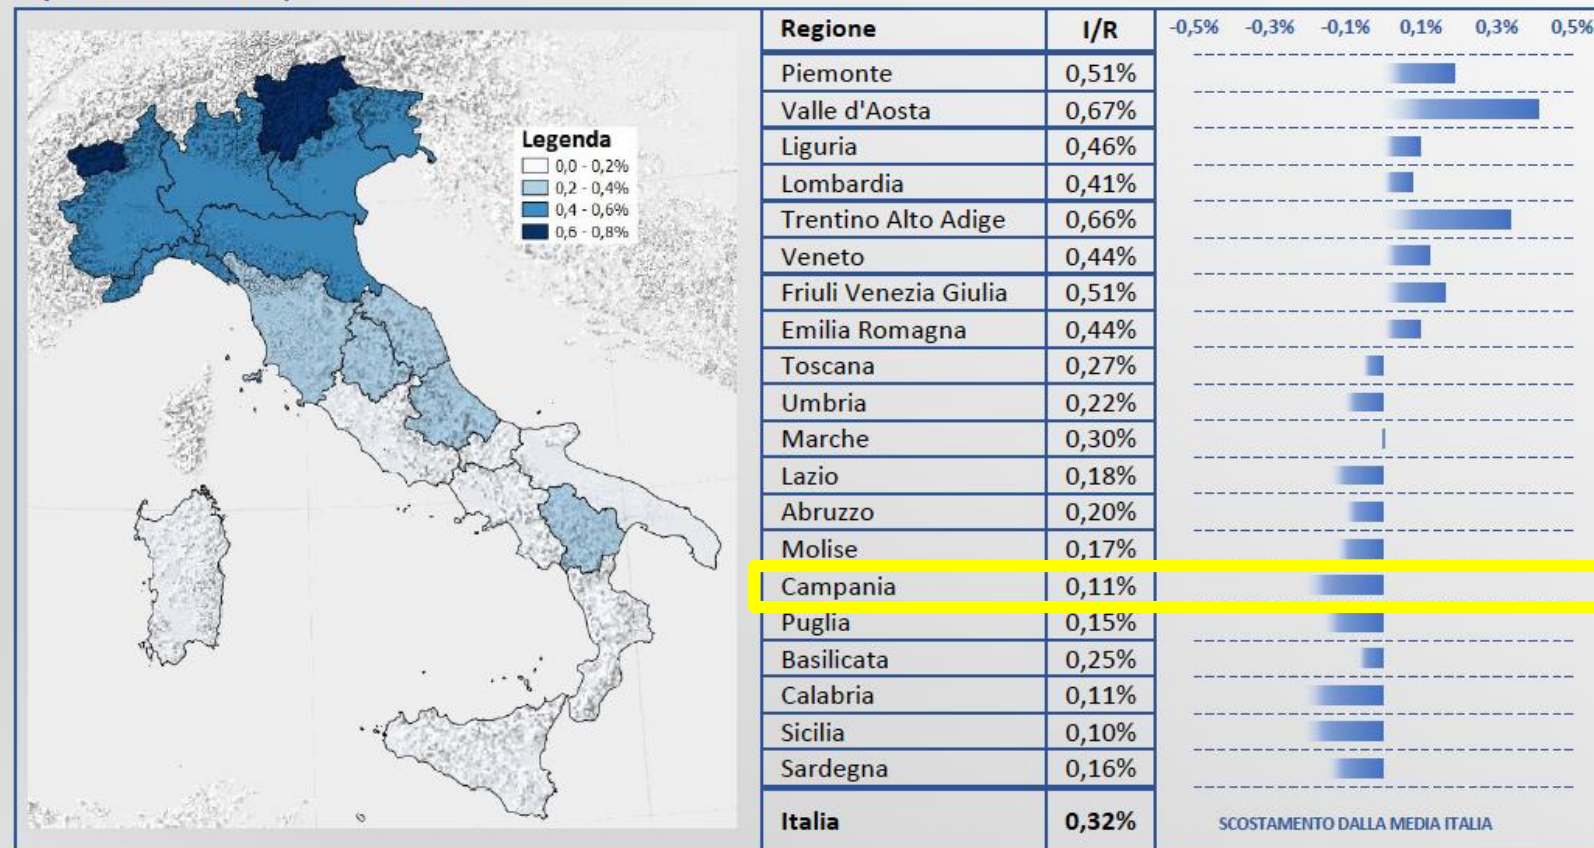 Legenda
0,0 - 0,2%
0,2 - 0,4%
0,4 - 0,6%
0,6 - 0,8%
Regione I/R -0,5% -0,3% -0,1% 0,1% 0,3% 0,5%
Piemonte 0,51%
Valle d'Aosta 0,67%
Liguria 0,46%
Lombardia 0,41%
Trentino Alto Adige 0,66%
Veneto 0,44%
Friuli Venezia Giulia 0,51%
Emilia Romagna 0,44%
Toscana 0,27%
Umbria 0,22%
Marche 0,30%
Lazio 0,18%
Abruzzo 0,20%
Molise 0,17%
Campania 0,11%
Puglia 0,15%
Basilicata 0,25%
Calabria 0,11%
Sicilia 0,10%
Sardegna 0,16%
Italia 0,32% SCOSTAMENTO DALLA MEDIA ITALIA